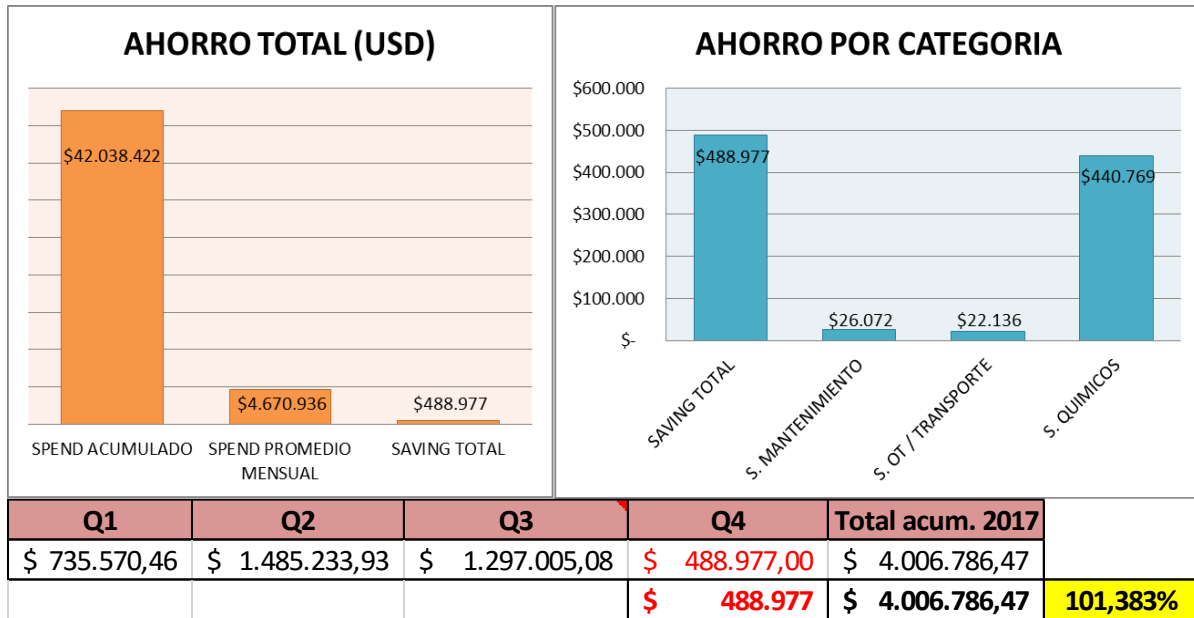 AHORRO TOTAL (USD)
$42.038.422
$4.670.936
$488.977
SPEND ACUMULADO
SPEND PROMEDIO
MENSUAL
SAVING TOTAL
AHORRO POR CATEGORIA
$600.000
$500.000
$400.000
$300.000
$200.000
$100.000
$-
$488.977
$26.072
$22.136
$440.769
SAVING TOTAL
S. MANTENIMIENTO
S. OT / TRANSPORTE
S. QUIMICOS
Q1 Q2 Q3 Q4 Total acum. 2017
$ 735.570,46 $ 1.485.233,93 $ 1.297.005,08 $ 488.977,00 $ 4.006.786,47
$ 488.977 $ 4.006.786,47 101,383%